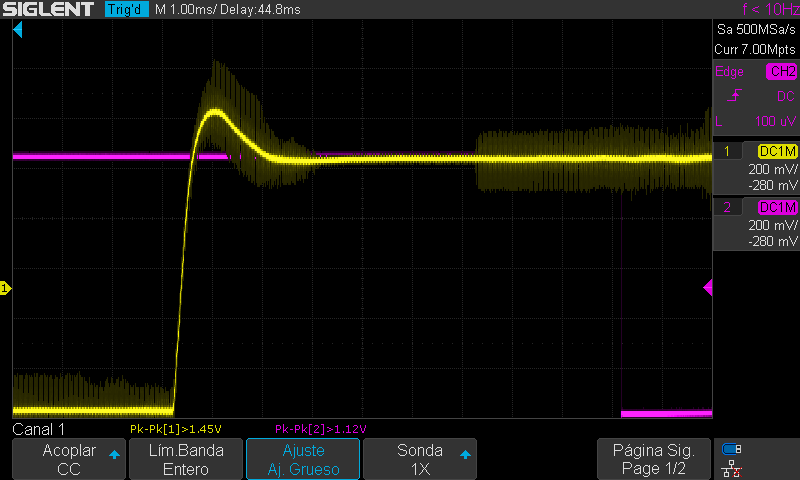 SIGLENT Trig'd M 1.00ms/ Delay:44.8ms f < 10Hz
Sa 500MSa/s
Curr 7.00Mpts
Edge CH2
DC
L 100 uV
1 DC1M
200 mV/
-280 mV
2 DC1M
200 mV/
-280 mV
1
Canal 1 Pk-Pk[1]>1.45V Pk-Pk[2]>1.12V
Acoplar
CC
Lím.Banda
Entero
Ajuste
Aj. Grueso
Sonda
1X
Página Sig.
Page 1/2